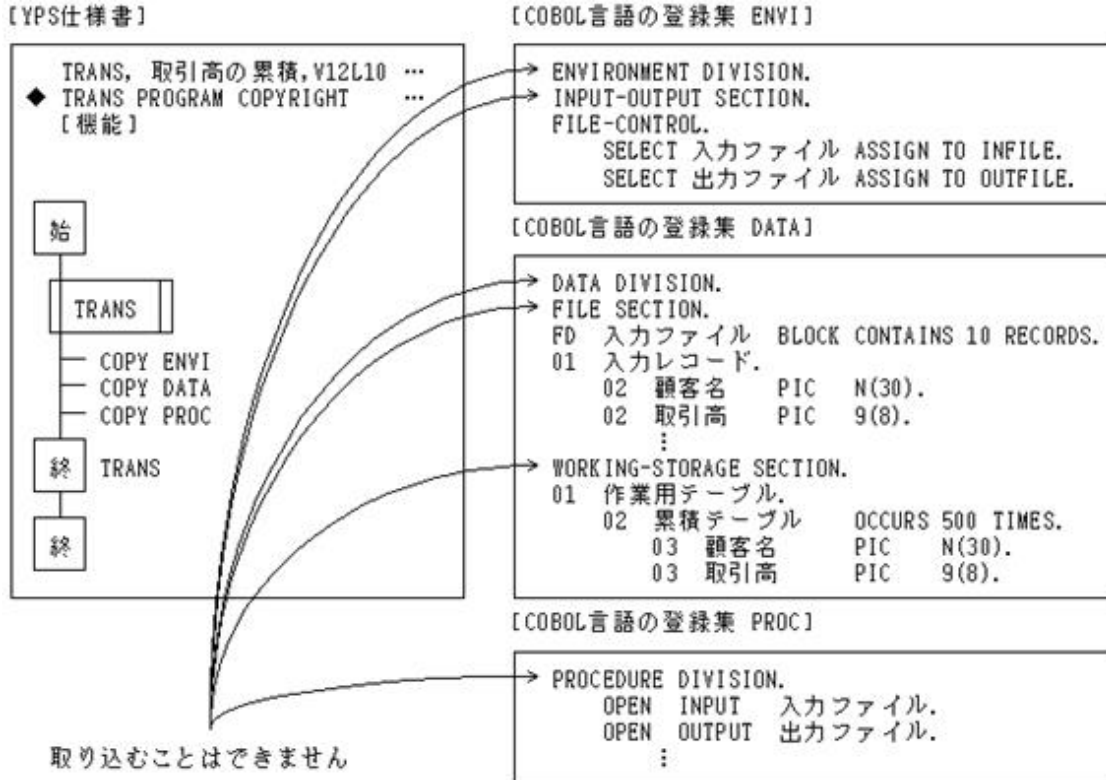 [YPS仕様書]
TRANS, 取引高の累積,V12L10 …
◆ TRANS PROGRAM COPYRIGHT …
[機能]
始
TRANS
COPY ENVI
COPY DATA
COPY PROC
終 TRANS
終
取り込むことはできません
[COBOL言語の登録集 ENVI]
ENVIRONMENT DIVISION.
INPUT-OUTPUT SECTION.
FILE-CONTROL.
SELECT 入力ファイル ASSIGN TO INFILE.
SELECT 出力ファイル ASSIGN TO OUTFILE.
[COBOL言語の登録集 DATA]
DATA DIVISION.
FILE SECTION.
FD 入力ファイル BLOCK CONTAINS 10 RECORDS.
01 入力レコード.
02 顧客名 PIC N(30).
02 取引高 PIC 9(8).
⋮
WORKING-STORAGE SECTION.
01 作業用テーブル.
02 累積テーブル OCCURS 500 TIMES.
03 顧客名 PIC N(30).
03 取引高 PIC 9(8).
[COBOL言語の登録集 PROC]
PROCEDURE DIVISION.
OPEN INPUT 入力ファイル.
OPEN OUTPUT 出力ファイル.
⋮